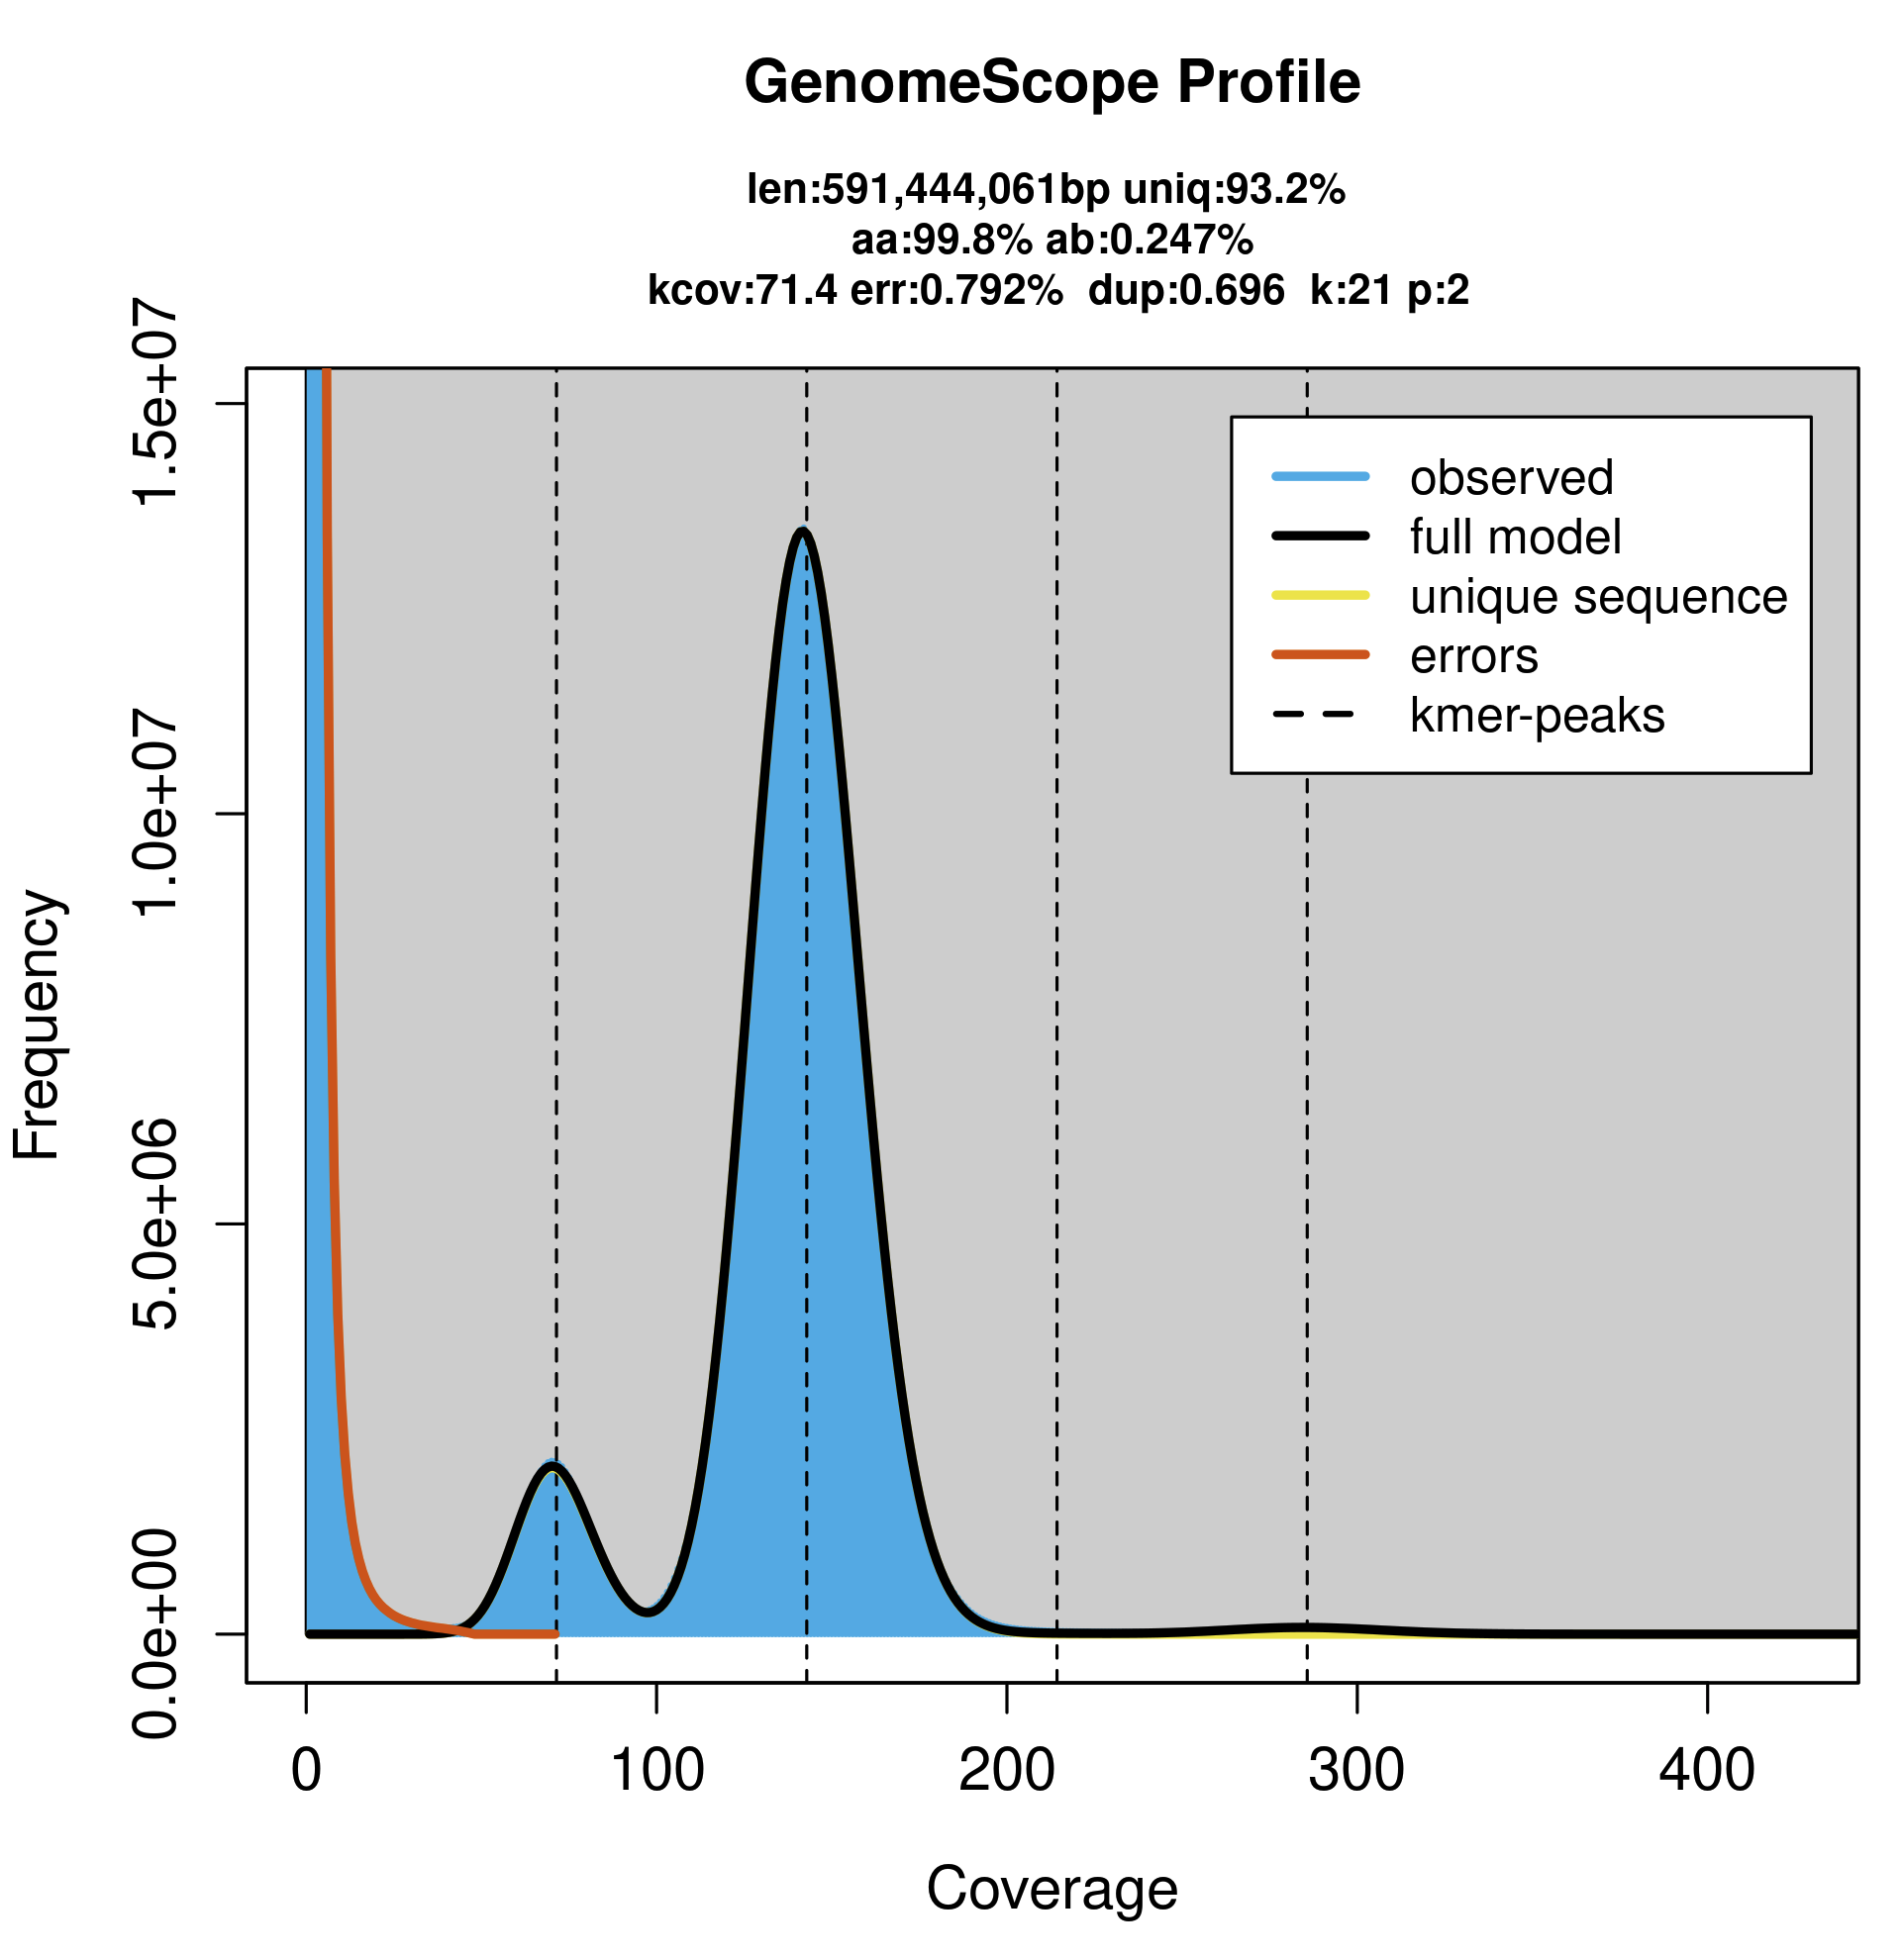 GenomeScope Profile
len:591,444,061bp uniq:93.2%
aa:99.8% ab:0.247%
kcov:71.4 err:0.792% dup:0.696 k:21 p:2
1.5e+07
1.0e+07
5.0e+06
0.0e+00
Frequency
observed
full model
unique sequence
errors
kmer-peaks
0 100 200 300 400
Coverage